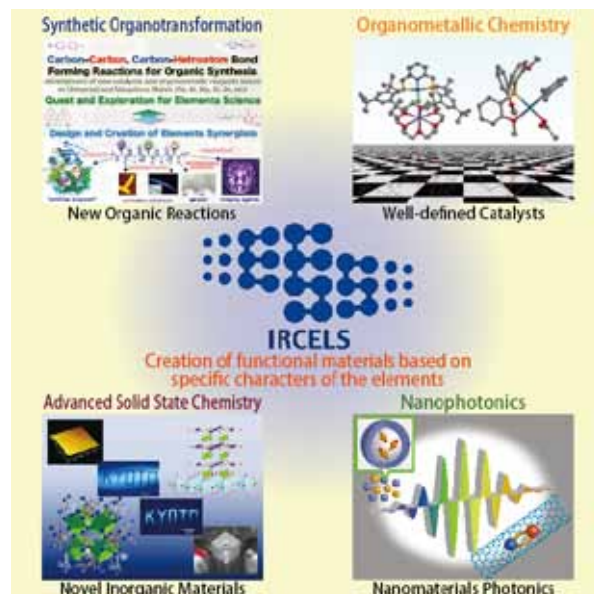 Synthetic Organotransformation
Carbon-Carbon, Carbon-Heteroatom Bond
Forming Reactions for Organic Synthesis
Quest and Exploration for Elements Science
Design and Creation of Elements Synergists
New Organic Reactions
Organometallic Chemistry
Well-defined Catalysts
IRCELS
Creation of functional materials based on
specific characters of the elements
Advanced Solid State Chemistry
KYOTO
Novel Inorganic Materials
Nanophotonics
Nanomaterials Photonics